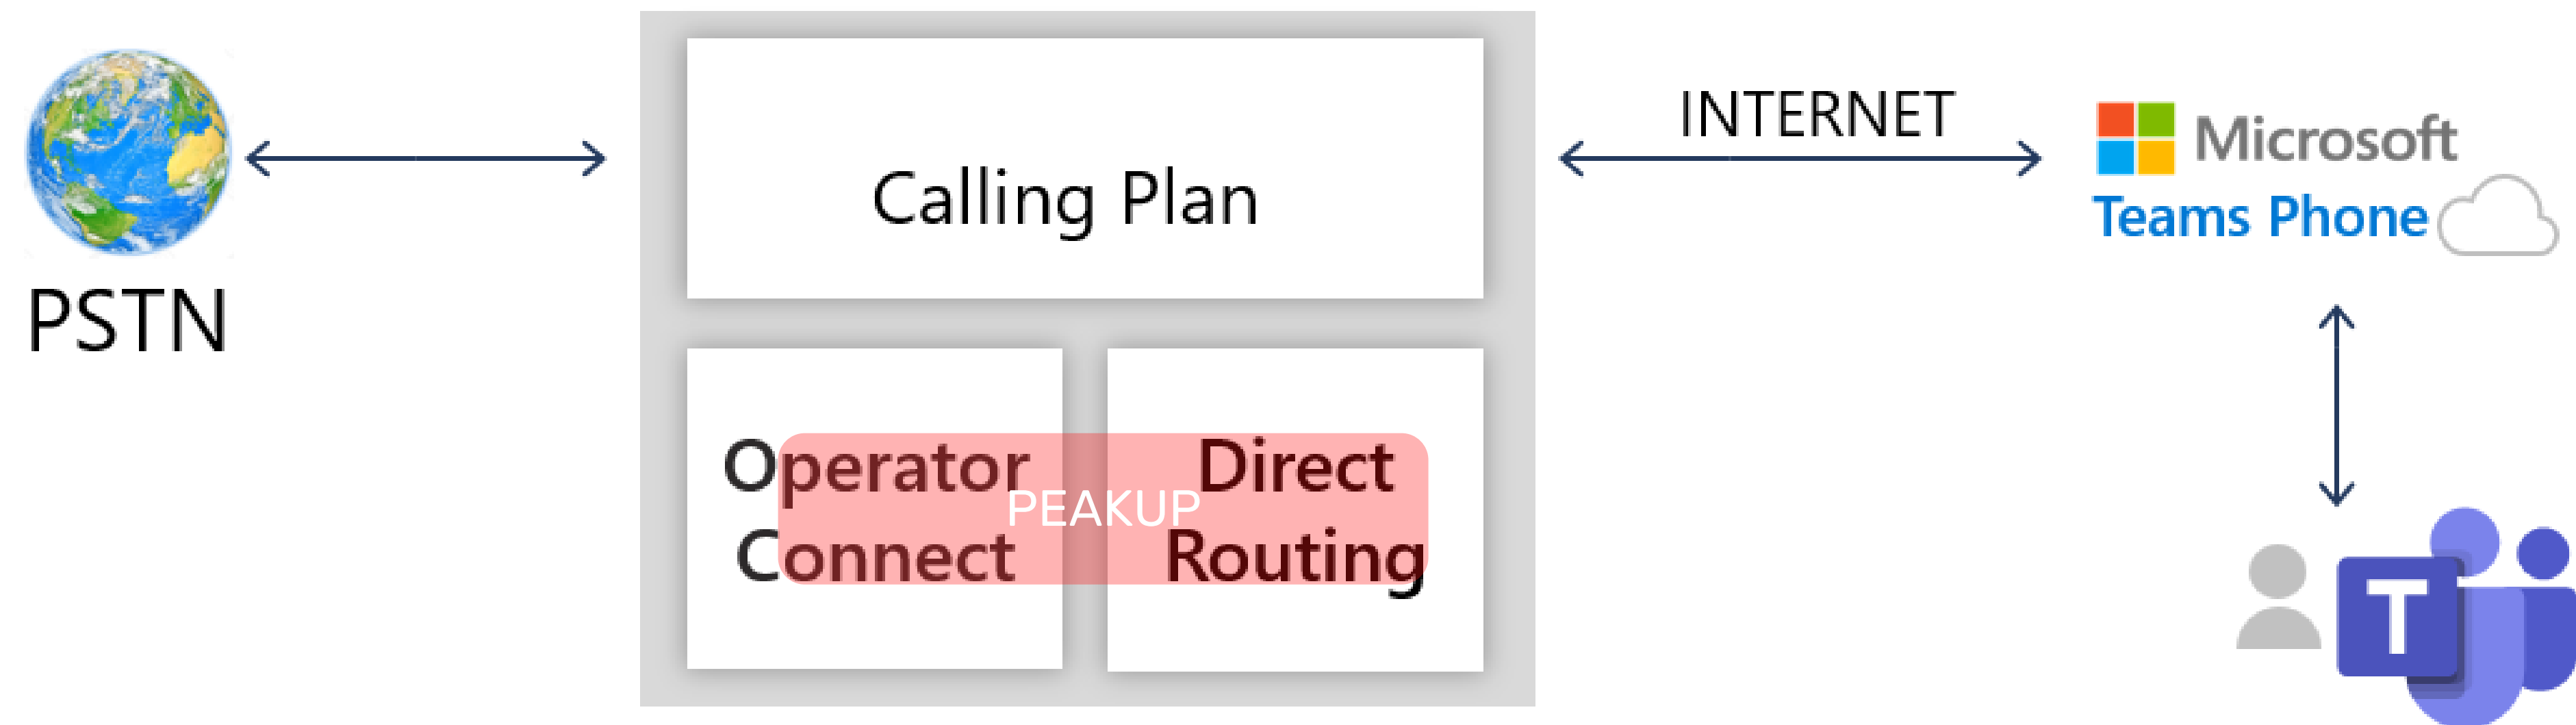 PSTN
Calling Plan
Operator
Connect
Direct
Routing
PEAKUP
INTERNET
Microsoft
Teams Phone
T